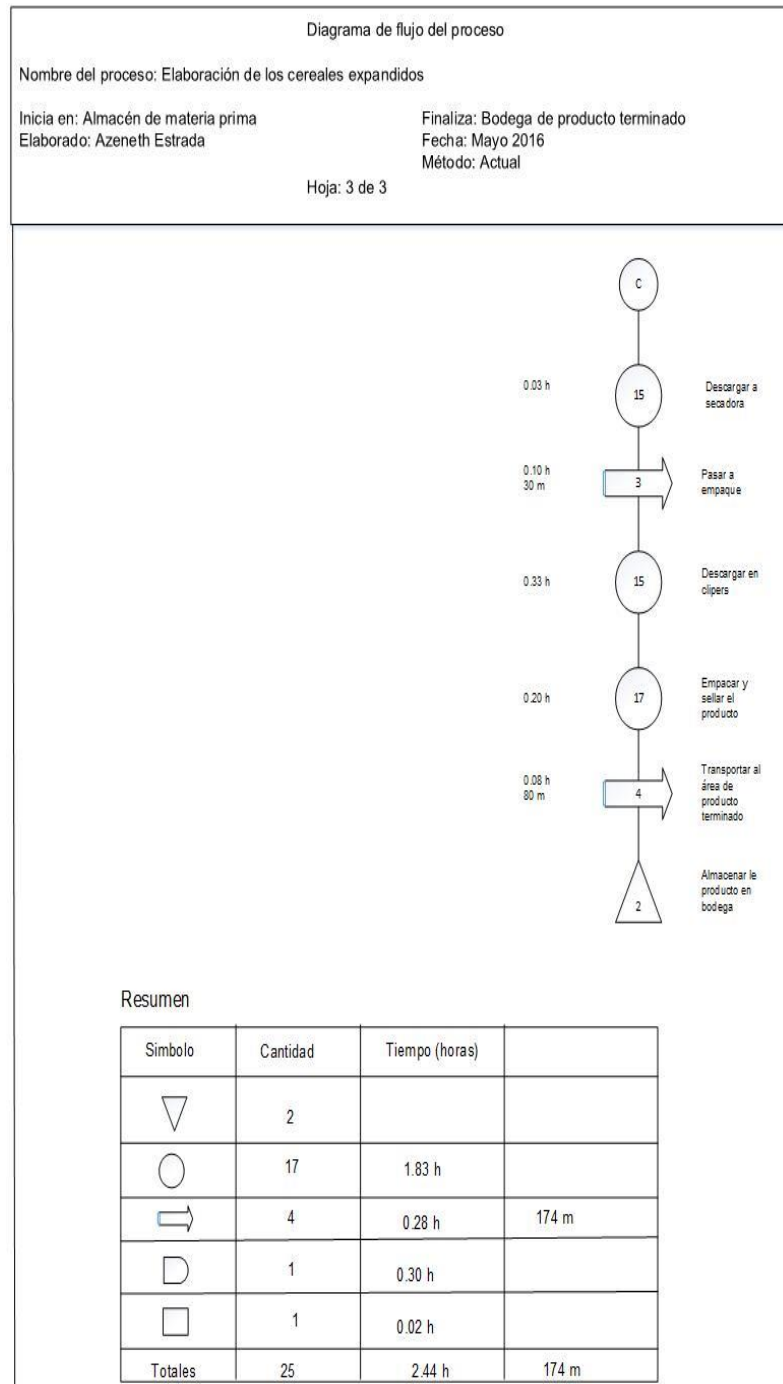 Diagrama de flujo del proceso
Nombre del proceso: Elaboración de los cereales expandidos
Inicia en: Almacén de materia prima
Finaliza: Bodega de producto terminado
Elaborado: Azeneth Estrada
Fecha: Mayo 2016
Método: Actual
Hoja: 3 de 3
C
0.03 h
15
Descargar a
secadora
0.10 h
30 m
3
Pasar a
empaque
0.33 h
15
Descargar en
clipers
0.20 h
17
Empacar y
sellar el
producto
0.08 h
80 m
4
Transportar al
área de
producto
terminado
2
Almacenar le
producto en
bodega
Resumen
Simbolo Cantidad Tiempo (horas)
2
17 1.83 h
4 0.28 h 174 m
1 0.30 h
1 0.02 h
Totales 25 2.44 h 174 m